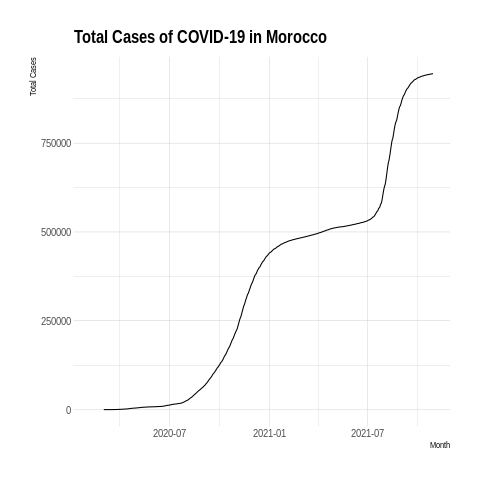 Total Cases of COVID-19 in Morocco
Total Cases
750000
500000
250000
0
2020-07
2021-01
2021-07
Month